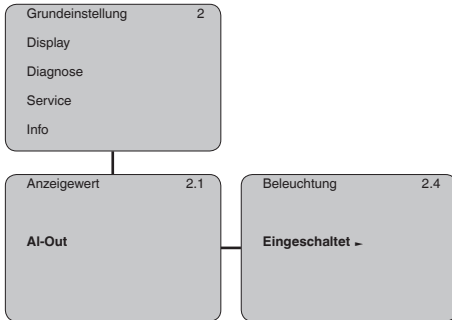 Grundeinstellung 2
Display
Diagnose
Service
Info
Anzeigewert 2.1
AI-Out
Beleuchtung 2.4
Eingeschaltet ►